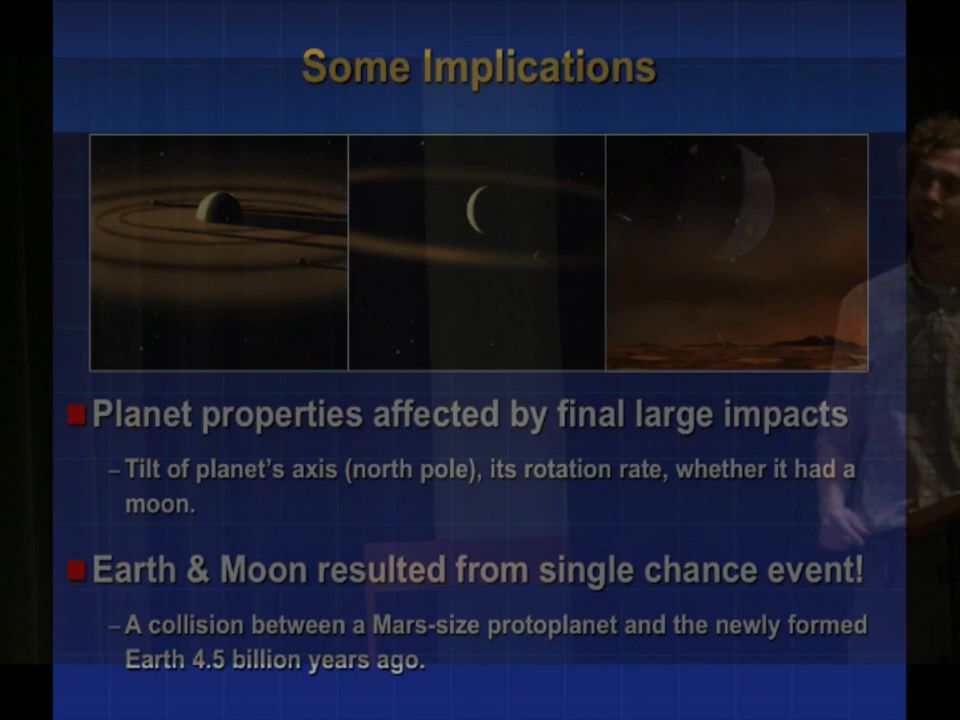 Some Implications
Planet properties affected by final large impacts
– Tilt of planet's axis (north pole), its rotation rate, whether it had a
moon.
Earth & Moon resulted from single chance event!
– A collision between a Mars-size protoplanet and the newly formed
Earth 4.5 billion years ago.